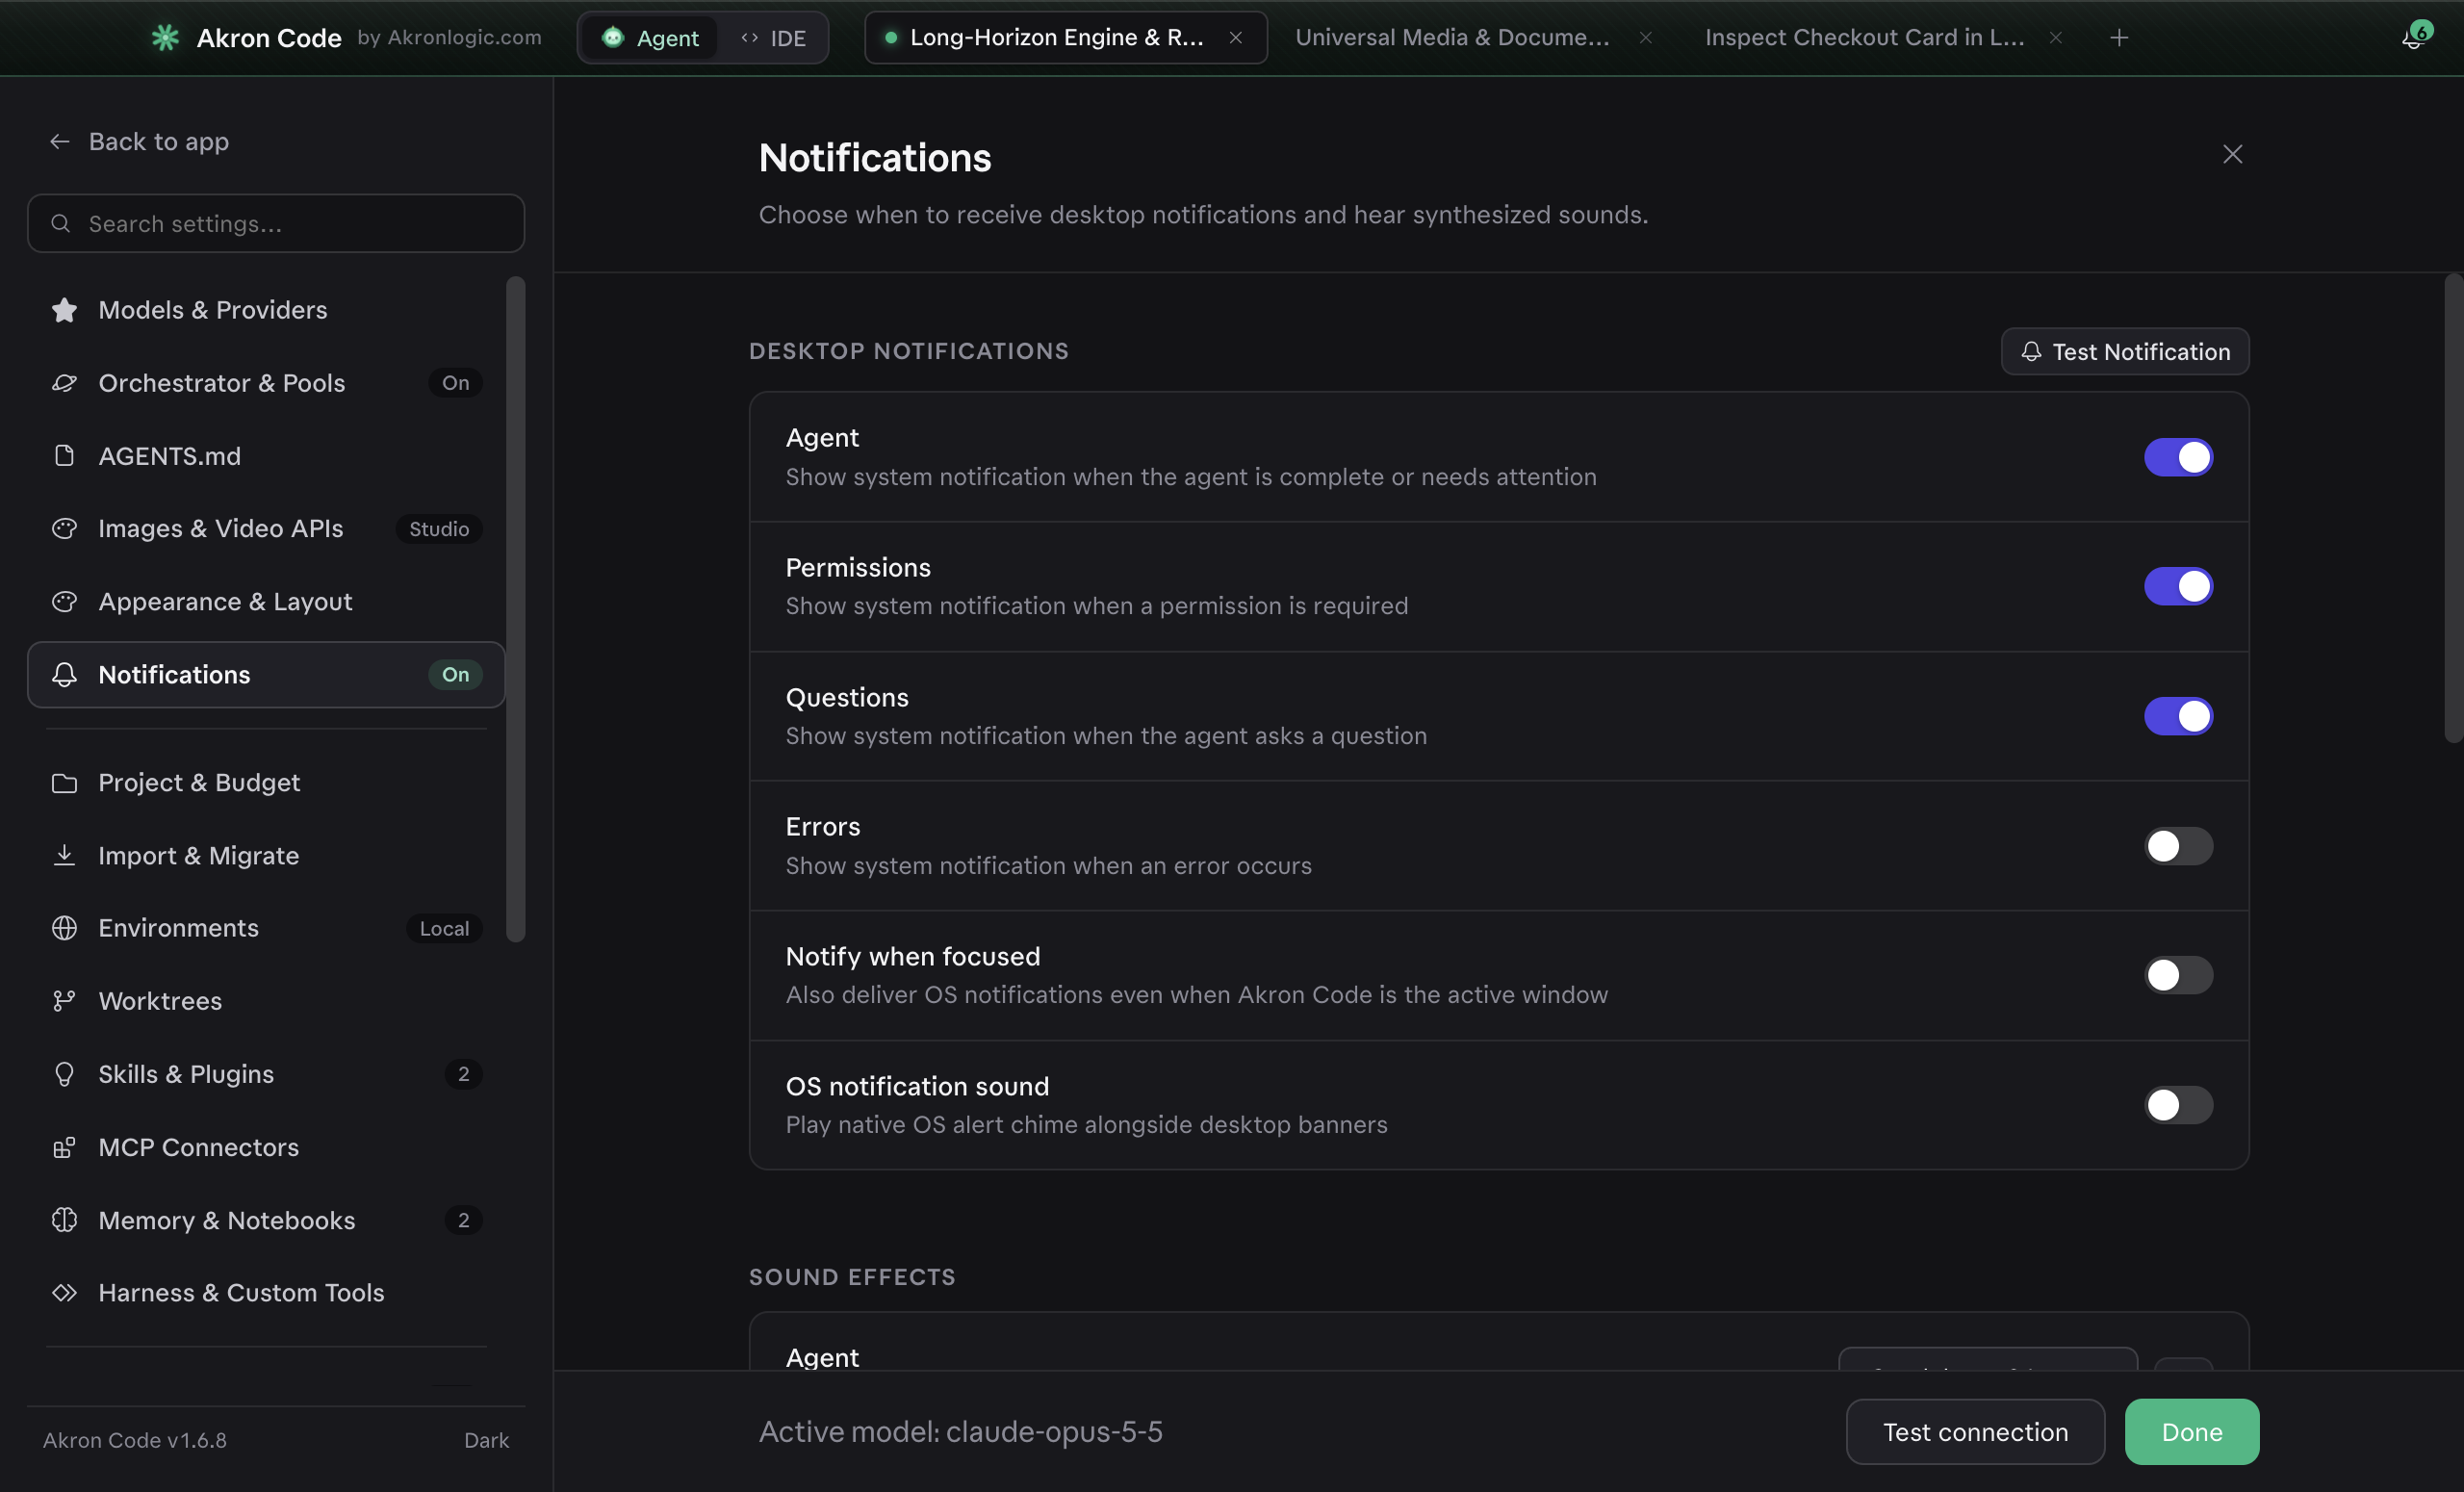 Akron Code by Akronlogic.com
Agent
IDE
Long-Horizon Engine & R...
Universal Media & Docume...
Inspect Checkout Card in L...
6
Back to app
Search settings...
Models & Providers
Orchestrator & Pools On
AGENTS.md
Images & Video APIs Studio
Appearance & Layout
Notifications On
Project & Budget
Import & Migrate
Environments Local
Worktrees
Skills & Plugins 2
MCP Connectors
Memory & Notebooks 2
Harness & Custom Tools
Akron Code v1.6.8 Dark
Notifications
Choose when to receive desktop notifications and hear synthesized sounds.
DESKTOP NOTIFICATIONS
Test Notification
Agent
Show system notification when the agent is complete or needs attention
Permissions
Show system notification when a permission is required
Questions
Show system notification when the agent asks a question
Errors
Show system notification when an error occurs
Notify when focused
Also deliver OS notifications even when Akron Code is the active window
OS notification sound
Play native OS alert chime alongside desktop banners
SOUND EFFECTS
Agent
Active model: claude-opus-5-5
Test connection
Done